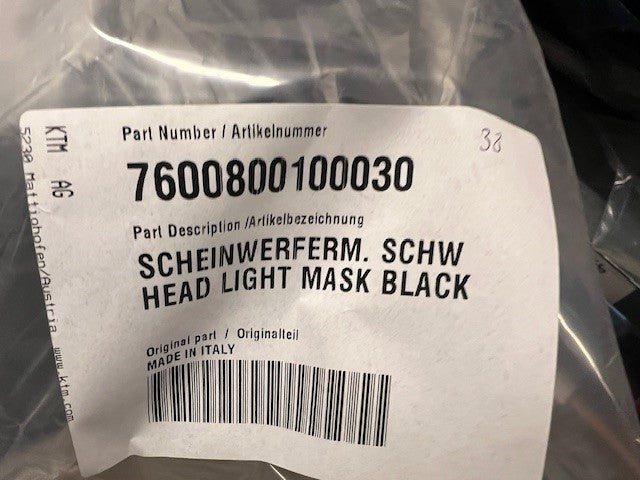 Part Number / Artikelnummer
38
7600800100030
Part Description /Artikelbezeichnung
SCHEINWERFERM. SCHW
HEAD LIGHT MASK BLACK
Original part / Originalteil
MADE IN ITALY
KTM AG
5230 Mattighofen/Austria www.ktm.com